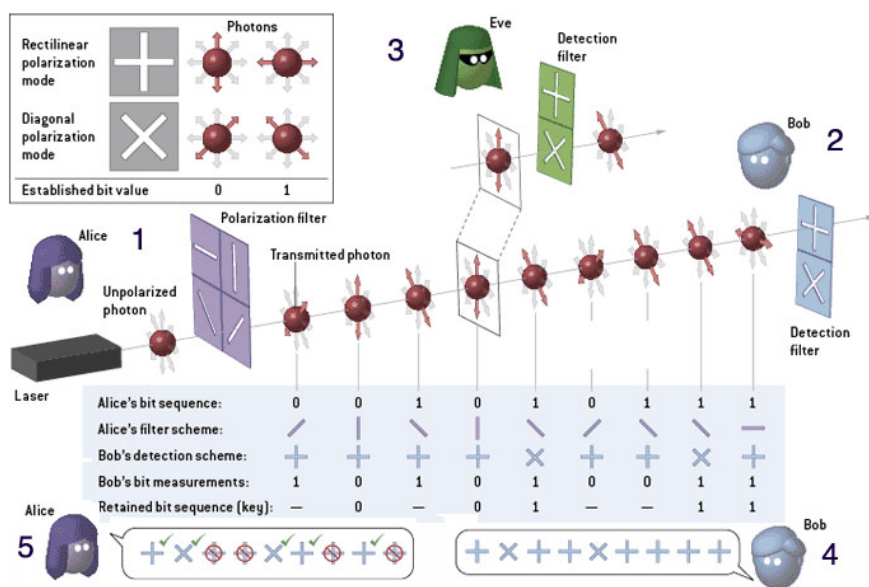 Photons
Rectilinear
polarization
mode
Diagonal
polarization
mode
Established bit value 0 1
3
Eve
Detection
filter
Bob
2
Alice
1
Polarization filter
Transmitted photon
Unpolarized
photon
Laser
Detection
filter
Alice's bit sequence: 0 0 1 0 1 0 1 1 1
Alice's filter scheme:
Bob's detection scheme:
Bob's bit measurements: 1 0 1 0 1 0 0 1 1
Retained bit sequence (key): — 0 — 0 1 — — 1 1
Alice
5
Bob
4